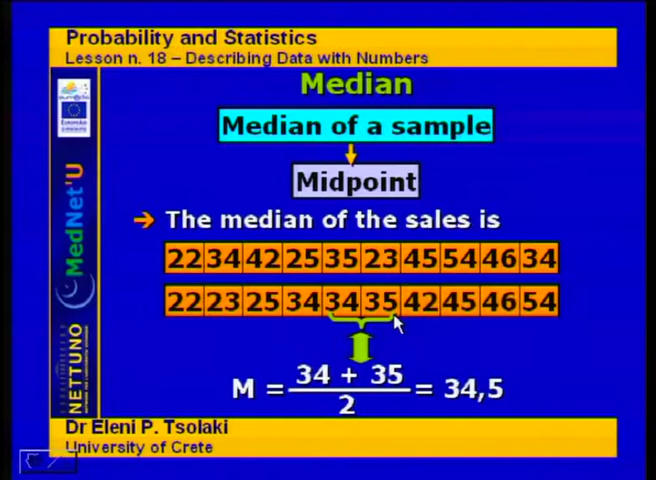 Probability and Statistics
Lesson n. 18 – Describing Data with Numbers
Median
Median of a sample
Midpoint
The median of the sales is
22 34 42 25 35 23 45 54 46 34
22 23 25 34 34 35 42 45 46 54
M = 34 + 35 / 2 = 34,5
MedNet'U
NETTUNO
Dr Eleni P. Tsolaki
University of Crete